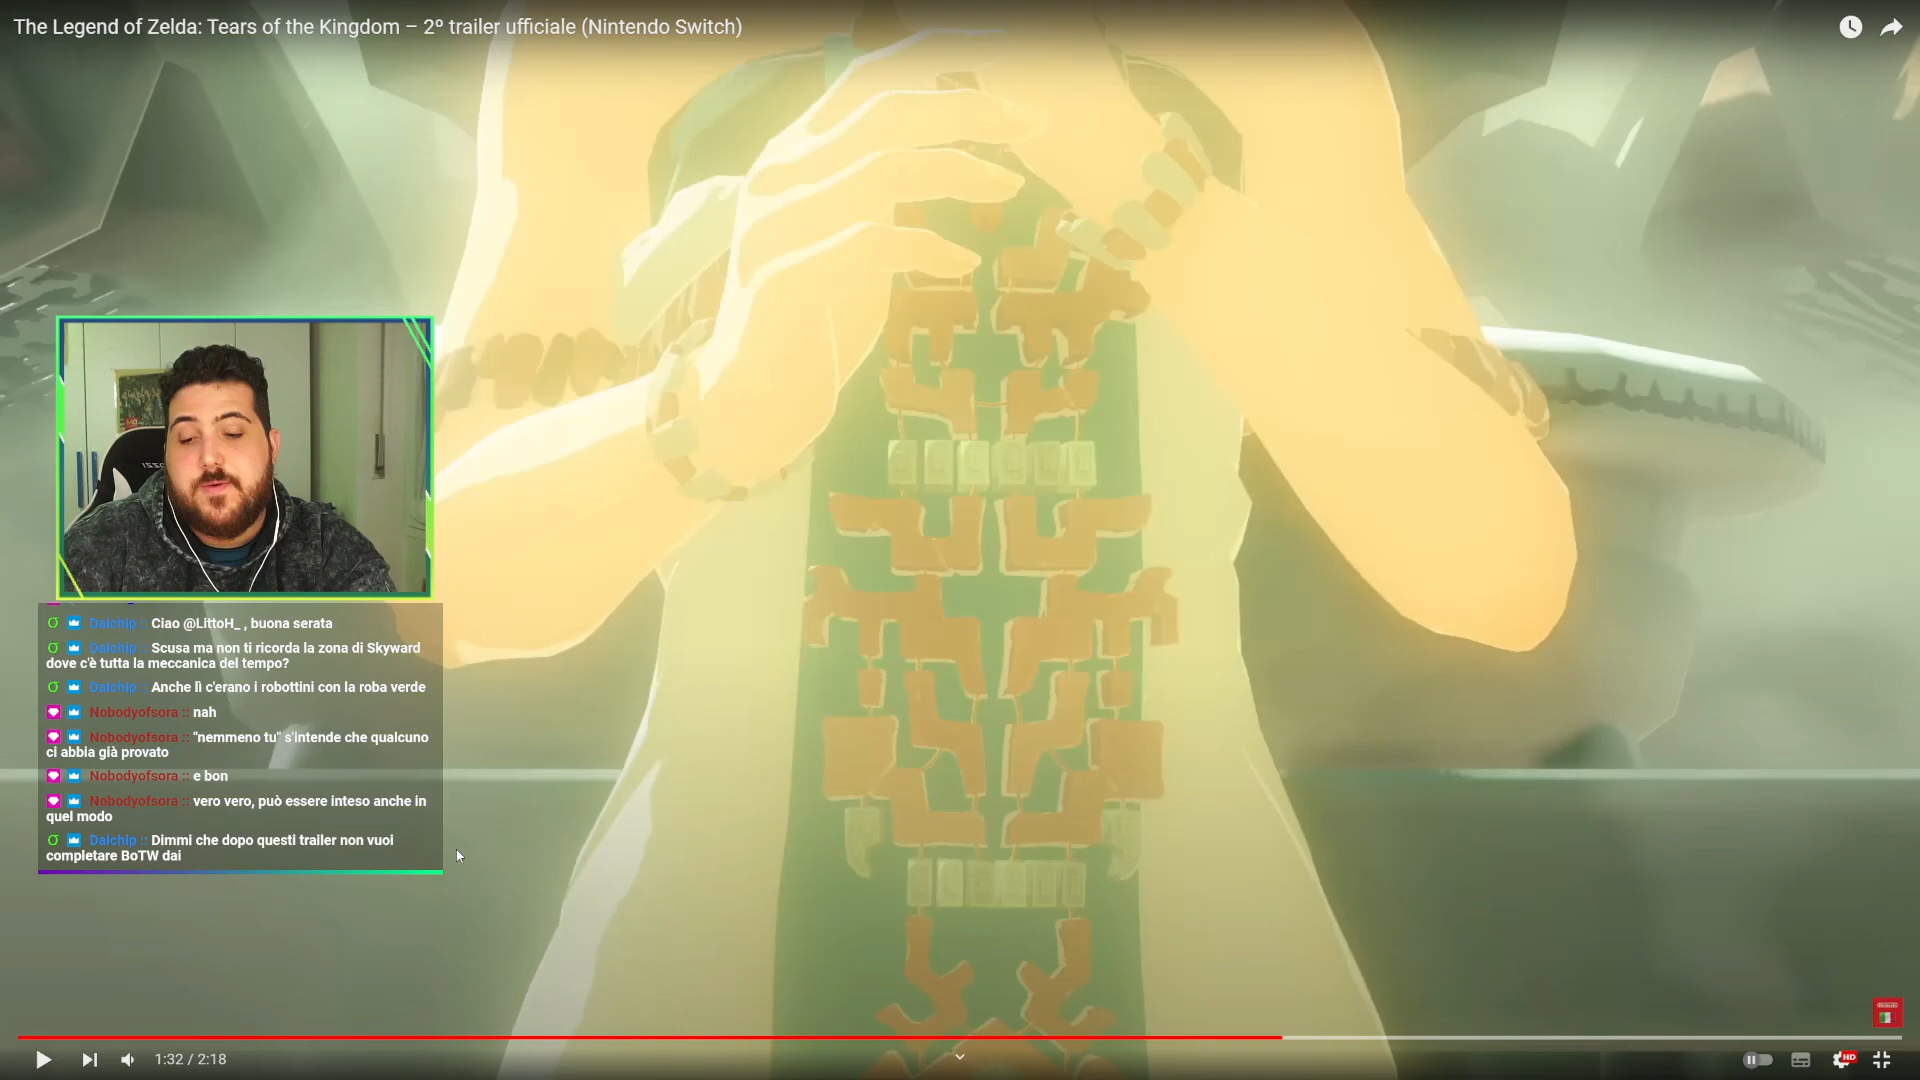 The Legend of Zelda: Tears of the Kingdom – 2º trailer ufficiale (Nintendo Switch)
Daichip :: Ciao @LittoH_ , buona serata
Daichip :: Scusa ma non ti ricorda la zona di Skyward
dove c'è tutta la meccanica del tempo?
Daichip :: Anche lì c'erano i robottini con la roba verde
Nobodyofsora :: nah
Nobodyofsora :: "nemmeno tu" s'intende che qualcuno
ci abbia già provato
Nobodyofsora :: e bon
Nobodyofsora :: vero vero, può essere inteso anche in
quel modo
Daichip :: Dimmi che dopo questi trailer non vuoi
completare BoTW dai
Nintendo
1:32 / 2:18
HD